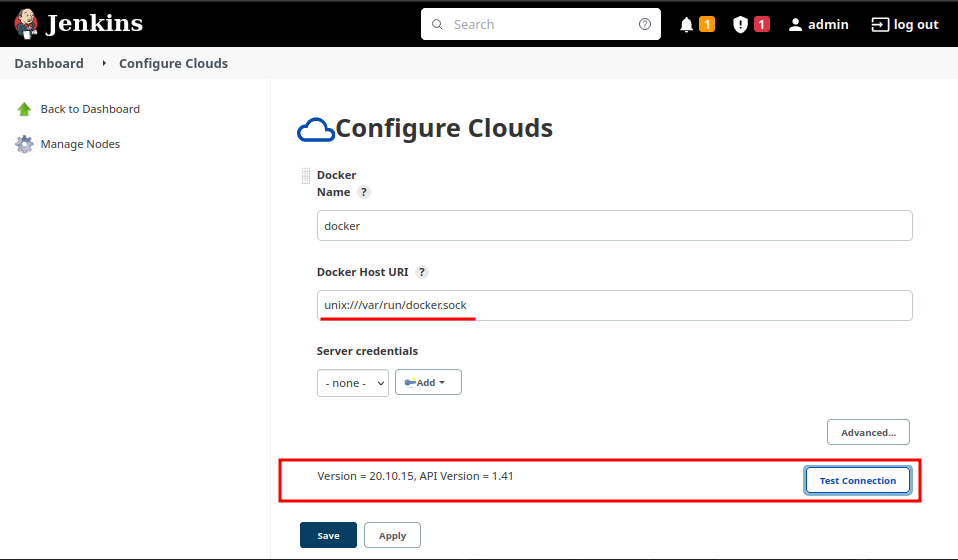 Jenkins
Search
1
1
admin
log out
Dashboard
Configure Clouds
Back to Dashboard
Manage Nodes
Configure Clouds
Docker
Name ?
docker
Docker Host URI ?
unix:///var/run/docker.sock
Server credentials
- none -
Add
Advanced...
Version = 20.10.15, API Version = 1.41
Test Connection
Save
Apply